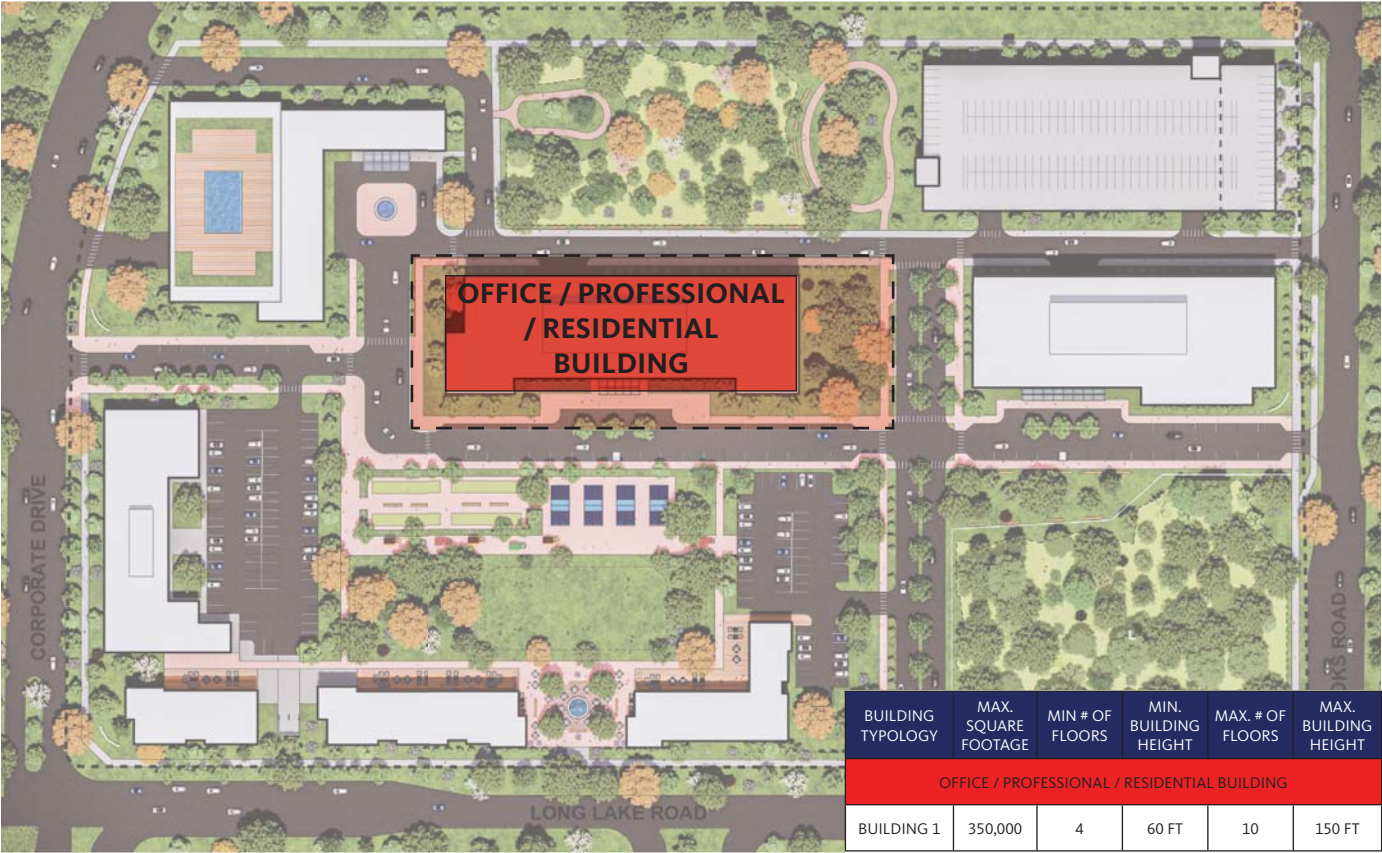 OFFICE / PROFESSIONAL
/ RESIDENTIAL
BUILDING
CORPORATE DRIVE
LONG LAKE ROAD
OKS ROAD
BUILDING
TYPOLOGY
MAX.
SQUARE
FOOTAGE
MIN # OF
FLOORS
MIN.
BUILDING
HEIGHT
MAX. # OF
FLOORS
MAX.
BUILDING
HEIGHT
OFFICE / PROFESSIONAL / RESIDENTIAL BUILDING
BUILDING 1 350,000 4 60 FT 10 150 FT